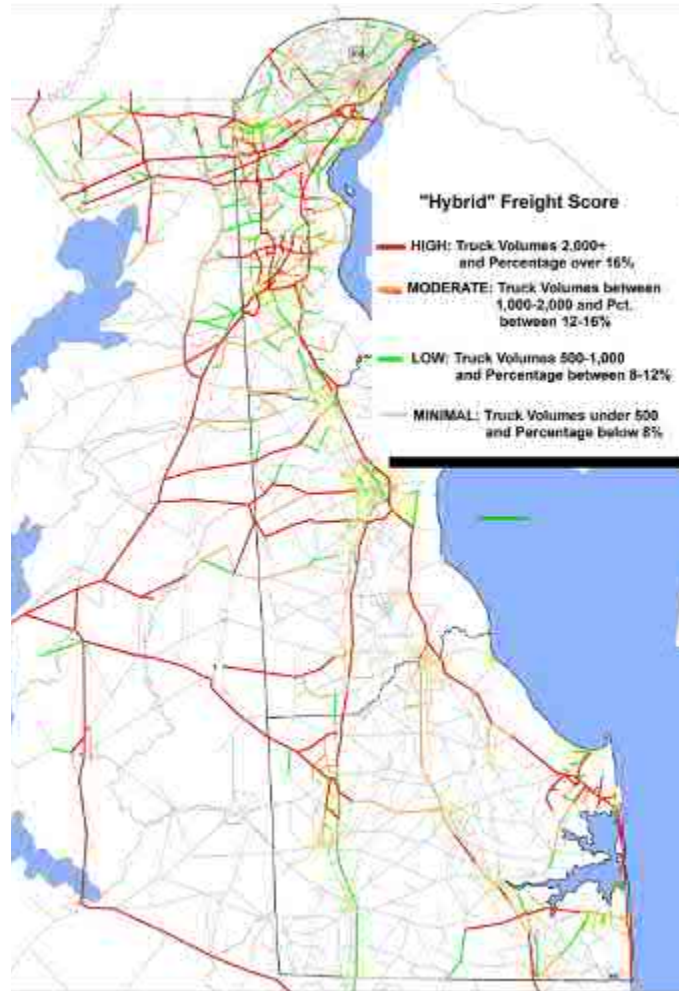 "Hybrid" Freight Score
HIGH: Truck Volumes 2,000+
and Percentage over 16%
MODERATE: Truck Volumes between
1,000-2,000 and Pct.
between 12-16%
LOW: Truck Volumes 500-1,000
and Percentage between 8-12%
MINIMAL: Truck Volumes under 500
and Percentage below 8%